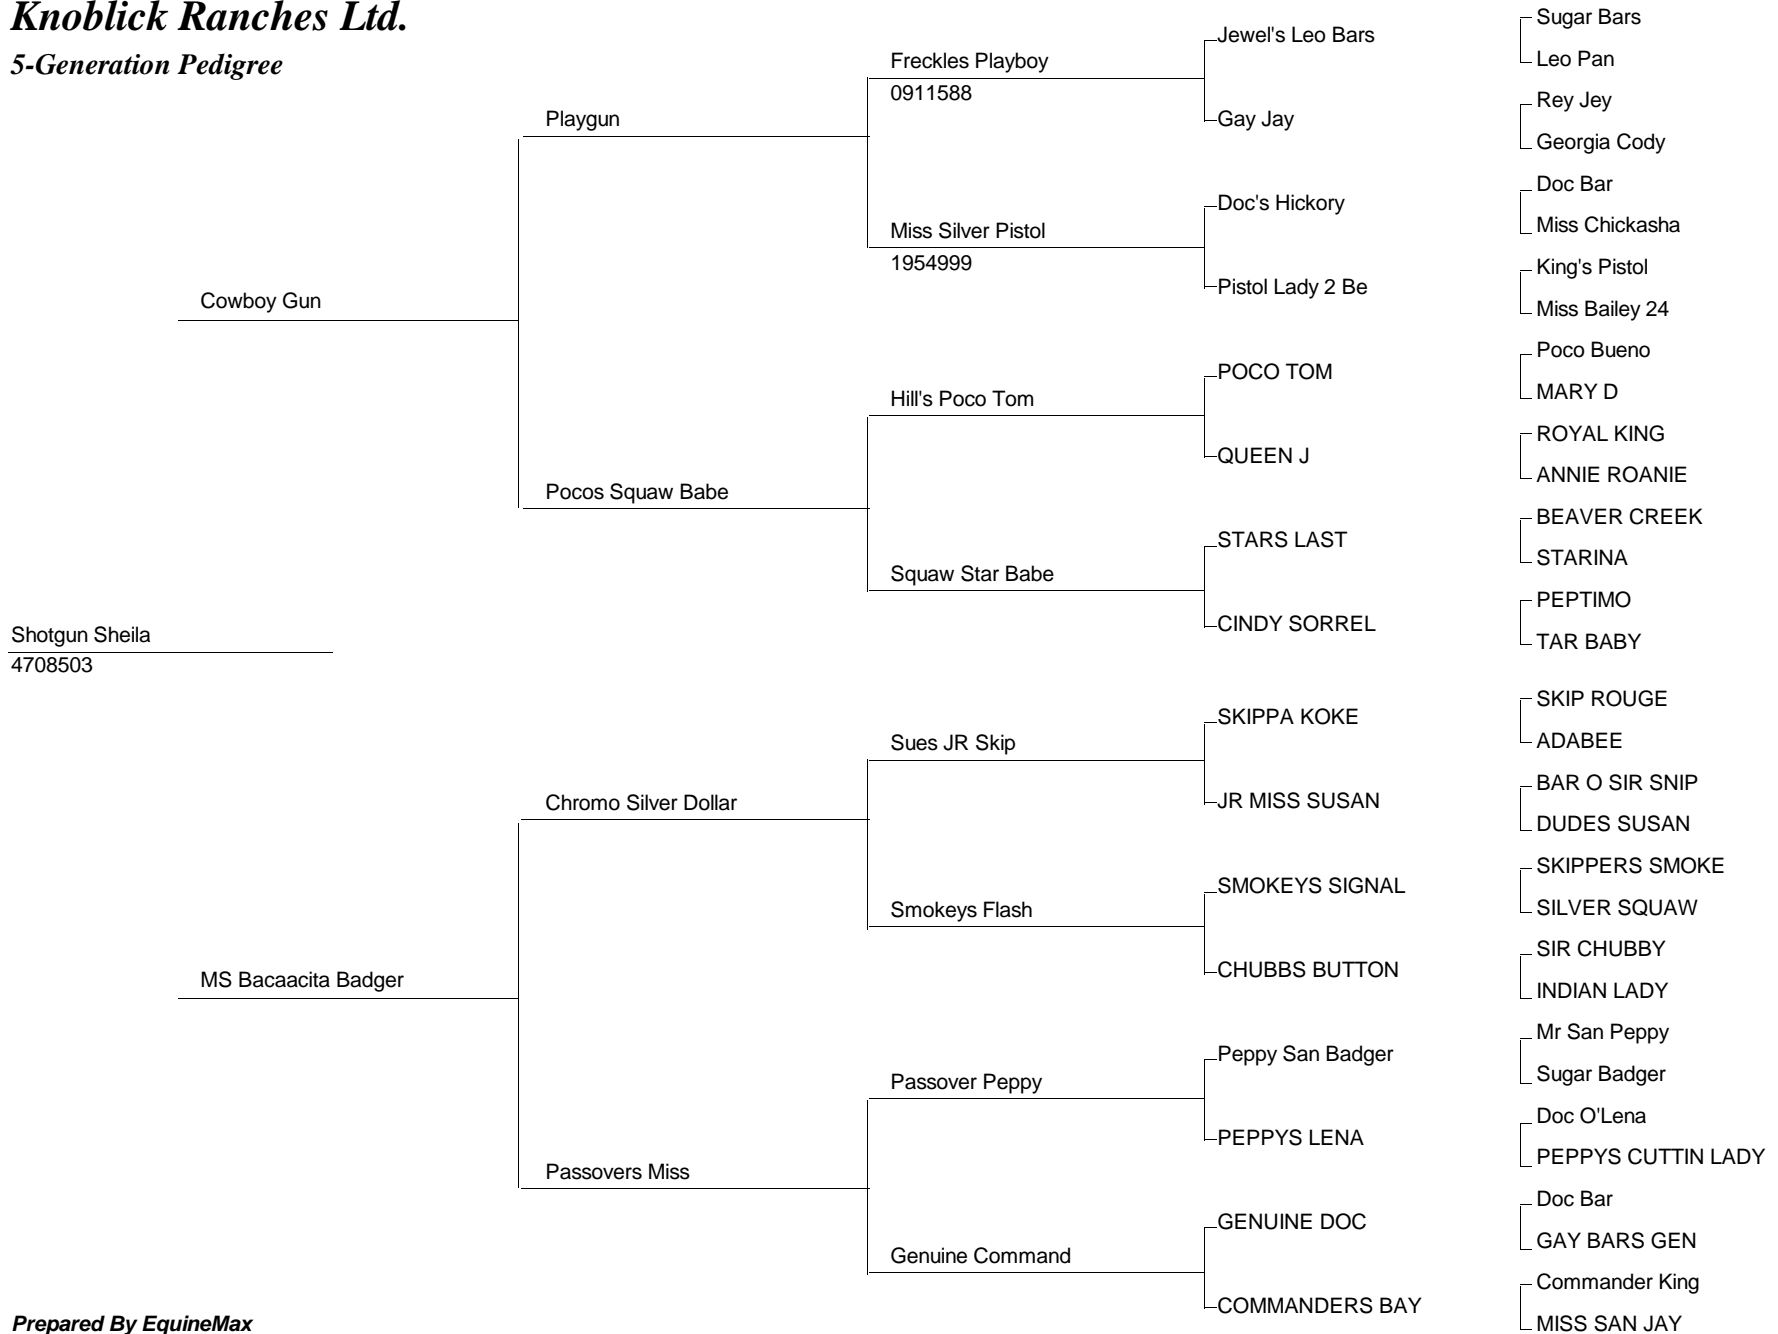 Knoblick Ranches Ltd.
5-Generation Pedigree
Shotgun Sheila
4708503
Cowboy Gun
MS Bacaacita Badger
Playgun
Pocos Squaw Babe
Chromo Silver Dollar
Passovers Miss
Freckles Playboy
0911588
Miss Silver Pistol
1954999
Hill's Poco Tom
Squaw Star Babe
Sues JR Skip
Smokeys Flash
Passover Peppy
Genuine Command
Jewel's Leo Bars
Gay Jay
Doc's Hickory
Pistol Lady 2 Be
POCO TOM
QUEEN J
STARS LAST
CINDY SORREL
SKIPPA KOKE
JR MISS SUSAN
SMOKEYS SIGNAL
CHUBBS BUTTON
Peppy San Badger
PEPPYS LENA
GENUINE DOC
COMMANDERS BAY
Sugar Bars
Leo Pan
Rey Jey
Georgia Cody
Doc Bar
Miss Chickasha
King's Pistol
Miss Bailey 24
Poco Bueno
MARY D
ROYAL KING
ANNIE ROANIE
BEAVER CREEK
STARINA
PEPTIMO
TAR BABY
SKIP ROUGE
ADABEE
BAR O SIR SNIP
DUDES SUSAN
SKIPPERS SMOKE
SILVER SQUAW
SIR CHUBBY
INDIAN LADY
Mr San Peppy
Sugar Badger
Doc O'Lena
PEPPYS CUTTIN LADY
Doc Bar
GAY BARS GEN
Commander King
MISS SAN JAY
Prepared By EquineMax